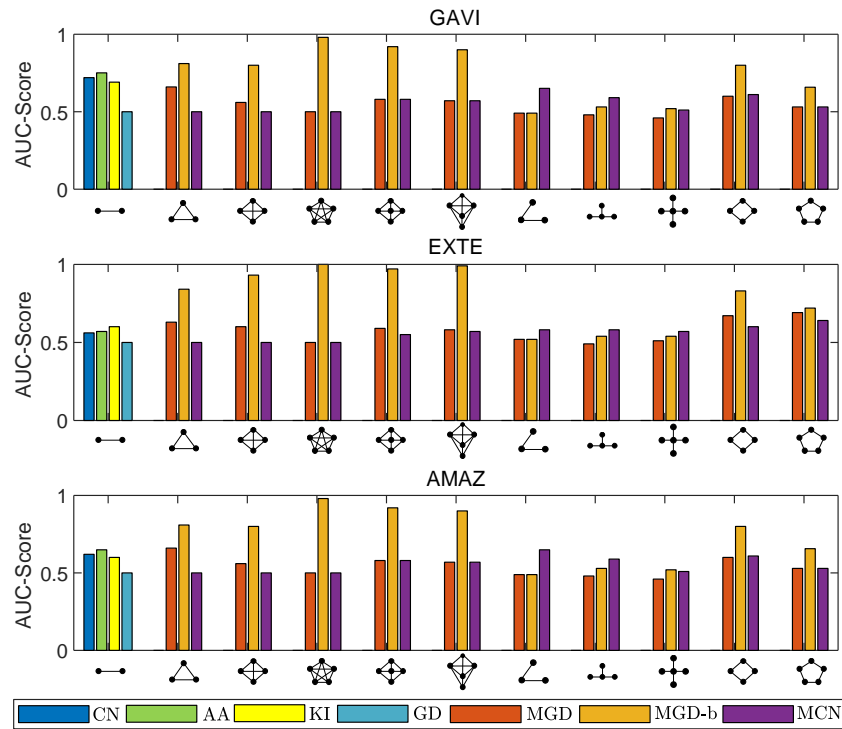 GAVI
1
0.5
0
AUC-Score
EXTE
1
0.5
0
AUC-Score
AMAZ
1
0.5
0
AUC-Score
CN AA KI GD MGD MGD-b MCN